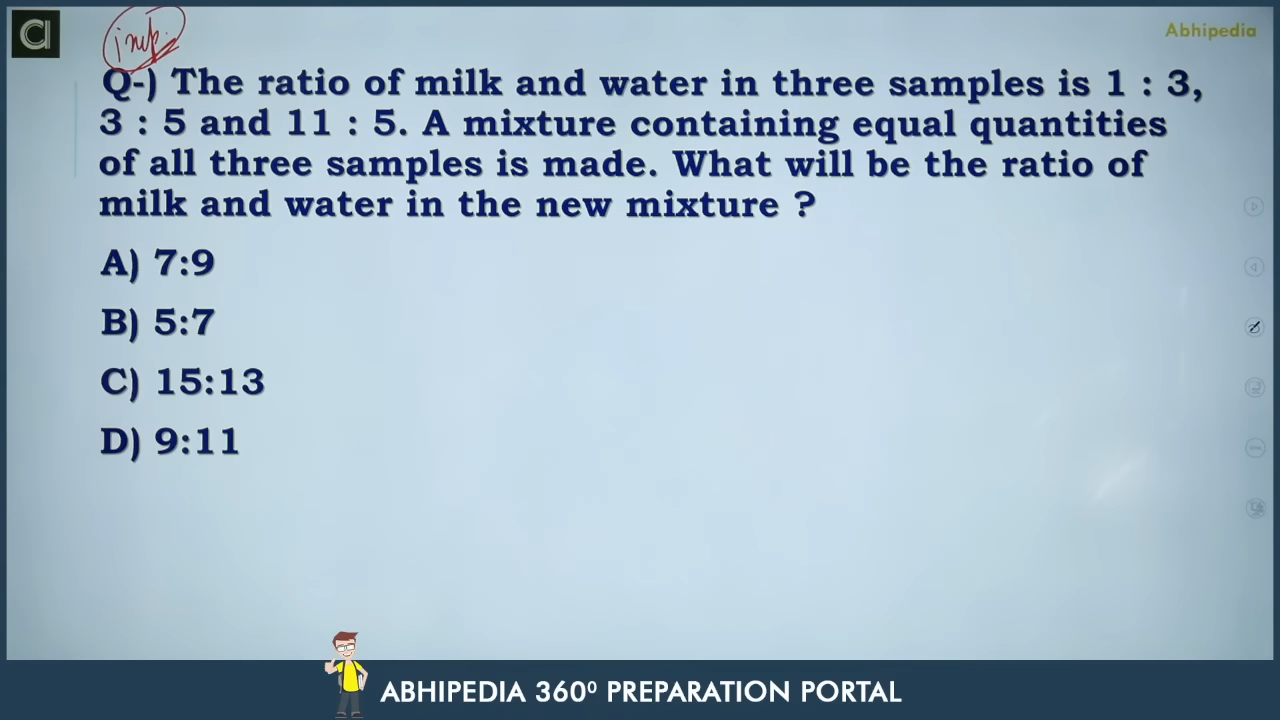 Abhipedia
imp.
Q-) The ratio of milk and water in three samples is 1 : 3,
3 : 5 and 11 : 5. A mixture containing equal quantities
of all three samples is made. What will be the ratio of
milk and water in the new mixture ?
A) 7:9
B) 5:7
C) 15:13
D) 9:11
ABHIPEDIA 360⁰ PREPARATION PORTAL